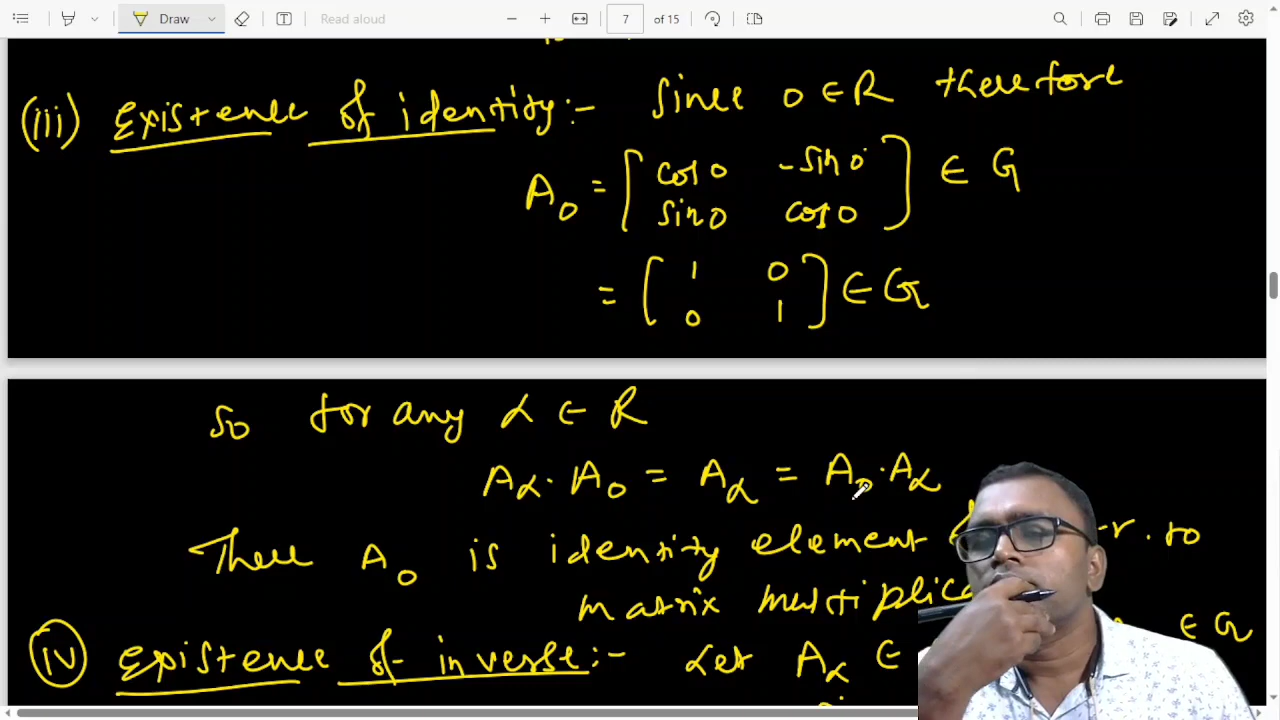 Draw
Read aloud
7 of 15
(iii) Existence of identity:- Since 0 ∈ R therefore
A₀ = [ cos 0 -sin 0
sin 0 cos 0 ] ∈ G
= [ 1 0
0 1 ] ∈ G
So for any α ∈ R
Aα · A₀ = Aα = A₀ · Aα
There A₀ is identity element r. to
matrix
(iv) Existence of inverse:- Let Aα ∈ ∈ G